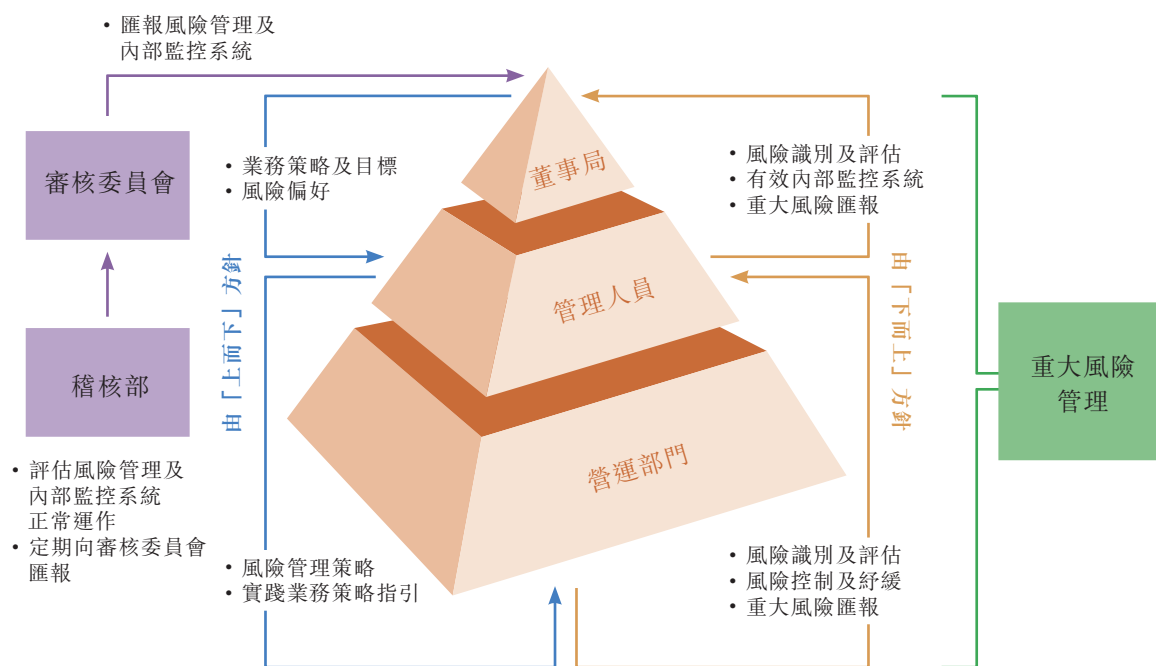 • 匯報風險管理及
內部監控系統
審核委員會
稽核部
• 評估風險管理及
內部監控系統
正常運作
• 定期向審核委員會
匯報
• 業務策略及目標
• 風險偏好
由「上而下」方針
• 風險管理策略
• 實踐業務策略指引
董事局
管理人員
營運部門
• 風險識別及評估
• 有效內部監控系統
• 重大風險匯報
由「下而上」方針
• 風險識別及評估
• 風險控制及紓緩
• 重大風險匯報
重大風險
管理